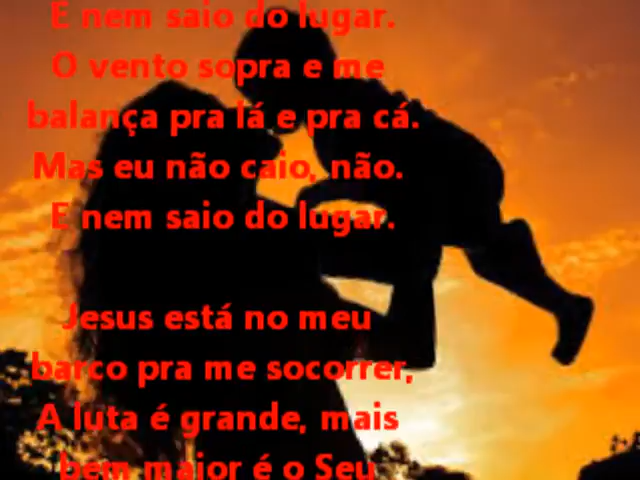 E nem saio do lugar.
O vento sopra e me
balança pra lá e pra cá.
Mas eu não caio, não.
E nem saio do lugar.
Jesus está no meu
barco pra me socorrer,
A luta é grande, mais
bem maior é o Seu